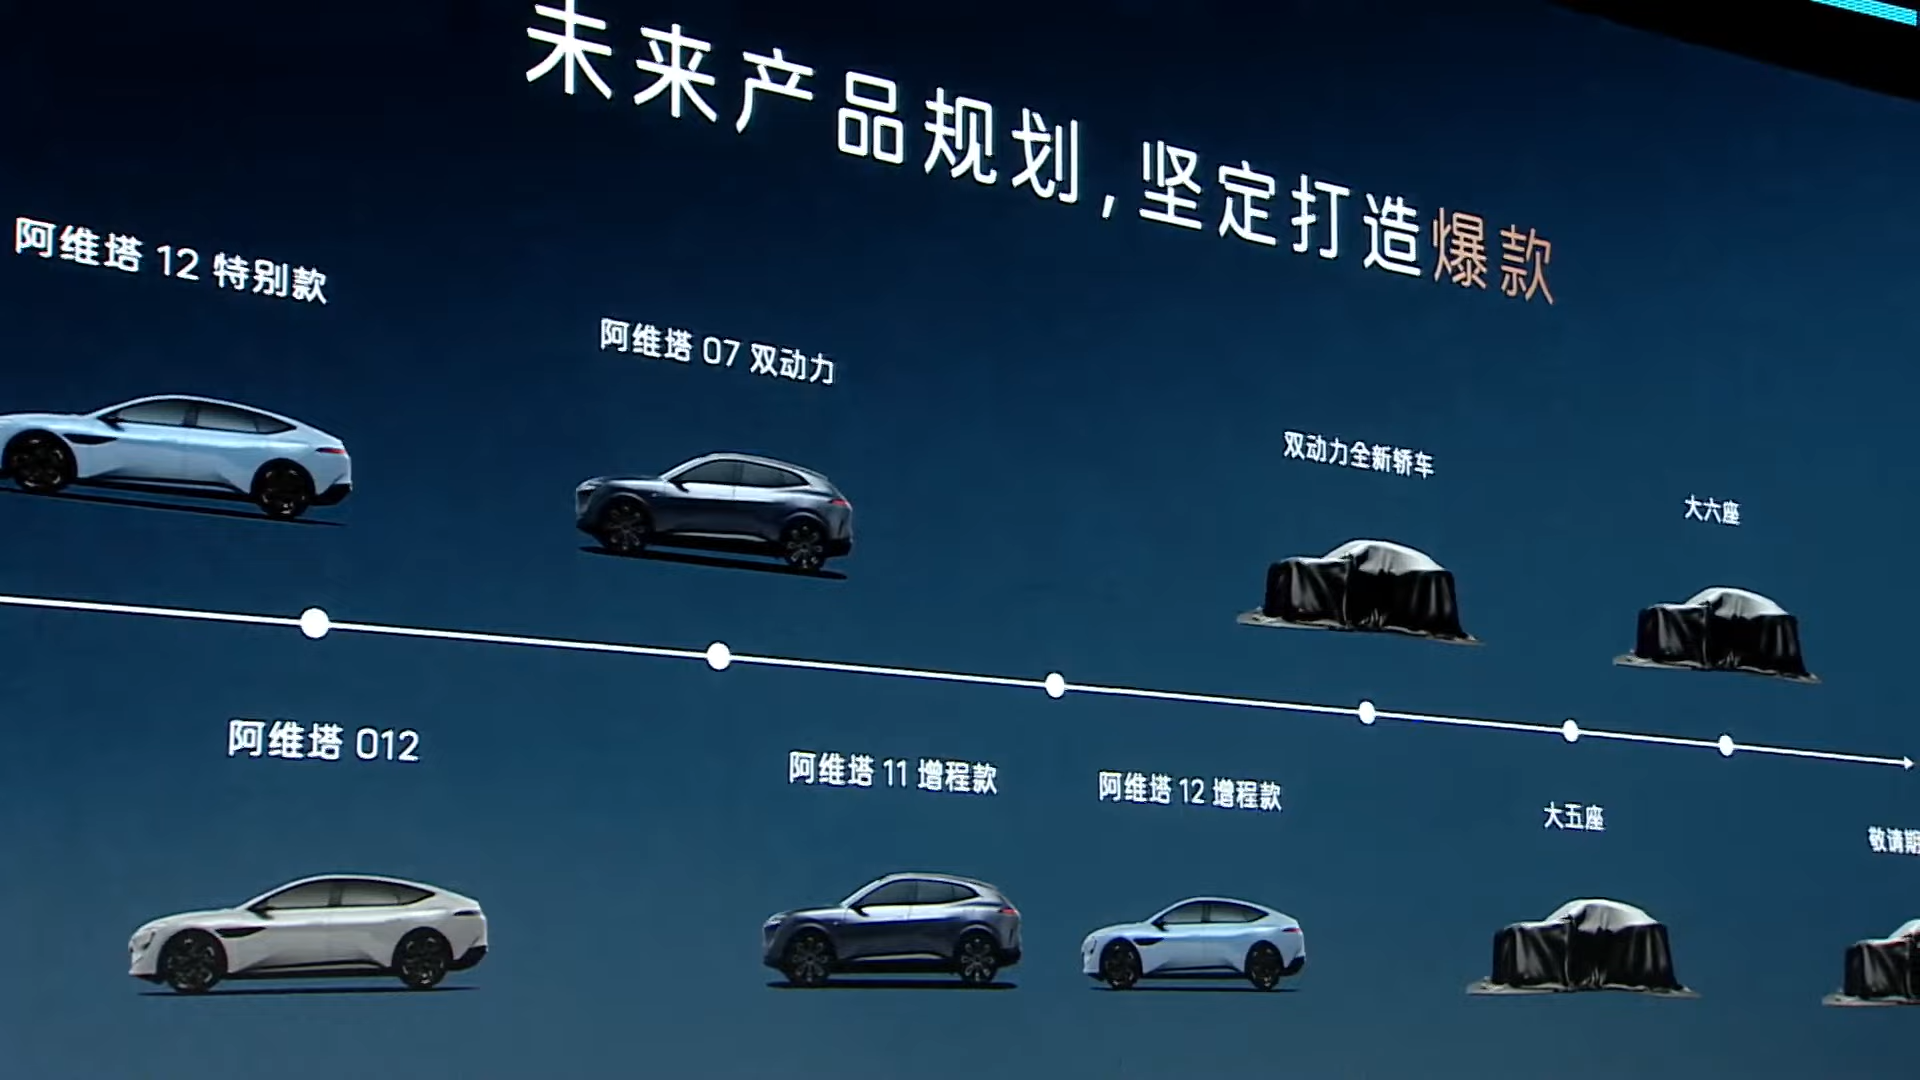 未来产品规划,坚定打造爆款
阿维塔 12 特别款
阿维塔 07 双动力
双动力全新轿车
大六座
阿维塔 012
阿维塔 11 增程款
阿维塔 12 增程款
大五座
敬请期